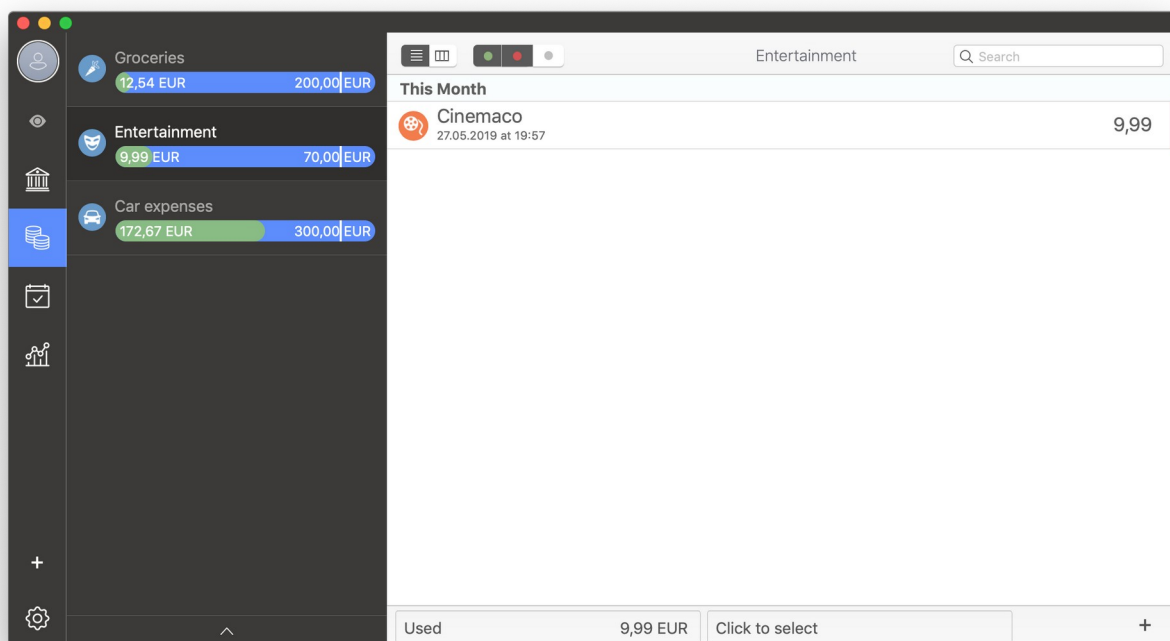 Groceries
12,54 EUR 200,00 EUR
Entertainment
9,99 EUR 70,00 EUR
Car expenses
172,67 EUR 300,00 EUR
Entertainment
Search
This Month
Cinemaco
27.05.2019 at 19:57
9,99
Used 9,99 EUR
Click to select